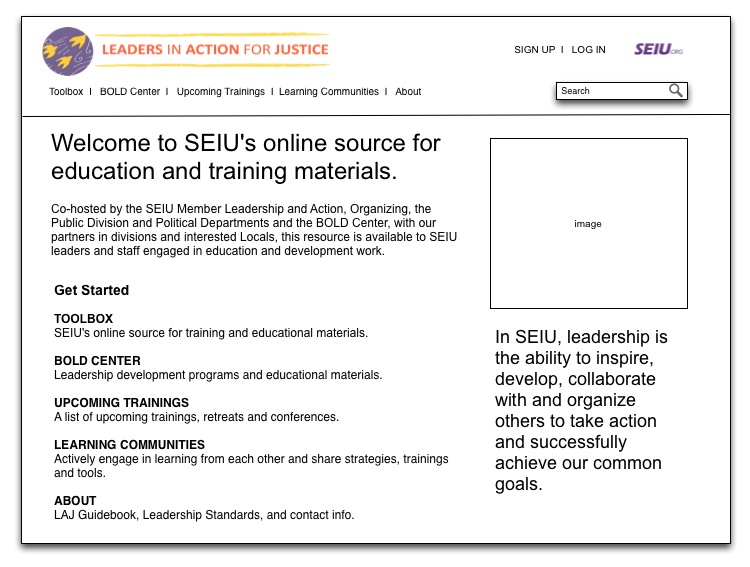 LEADERS IN ACTION FOR JUSTICE
SIGN UP I LOG IN
SEIU.ORG
Toolbox I BOLD Center I Upcoming Trainings I Learning Communities I About
Search
Welcome to SEIU's online source for
education and training materials.
Co-hosted by the SEIU Member Leadership and Action, Organizing, the
Public Division and Political Departments and the BOLD Center, with our
partners in divisions and interested Locals, this resource is available to SEIU
leaders and staff engaged in education and development work.
Get Started
TOOLBOX
SEIU's online source for training and educational materials.
BOLD CENTER
Leadership development programs and educational materials.
UPCOMING TRAININGS
A list of upcoming trainings, retreats and conferences.
LEARNING COMMUNITIES
Actively engage in learning from each other and share strategies, trainings
and tools.
ABOUT
LAJ Guidebook, Leadership Standards, and contact info.
image
In SEIU, leadership is
the ability to inspire,
develop, collaborate
with and organize
others to take action
and successfully
achieve our common
goals.